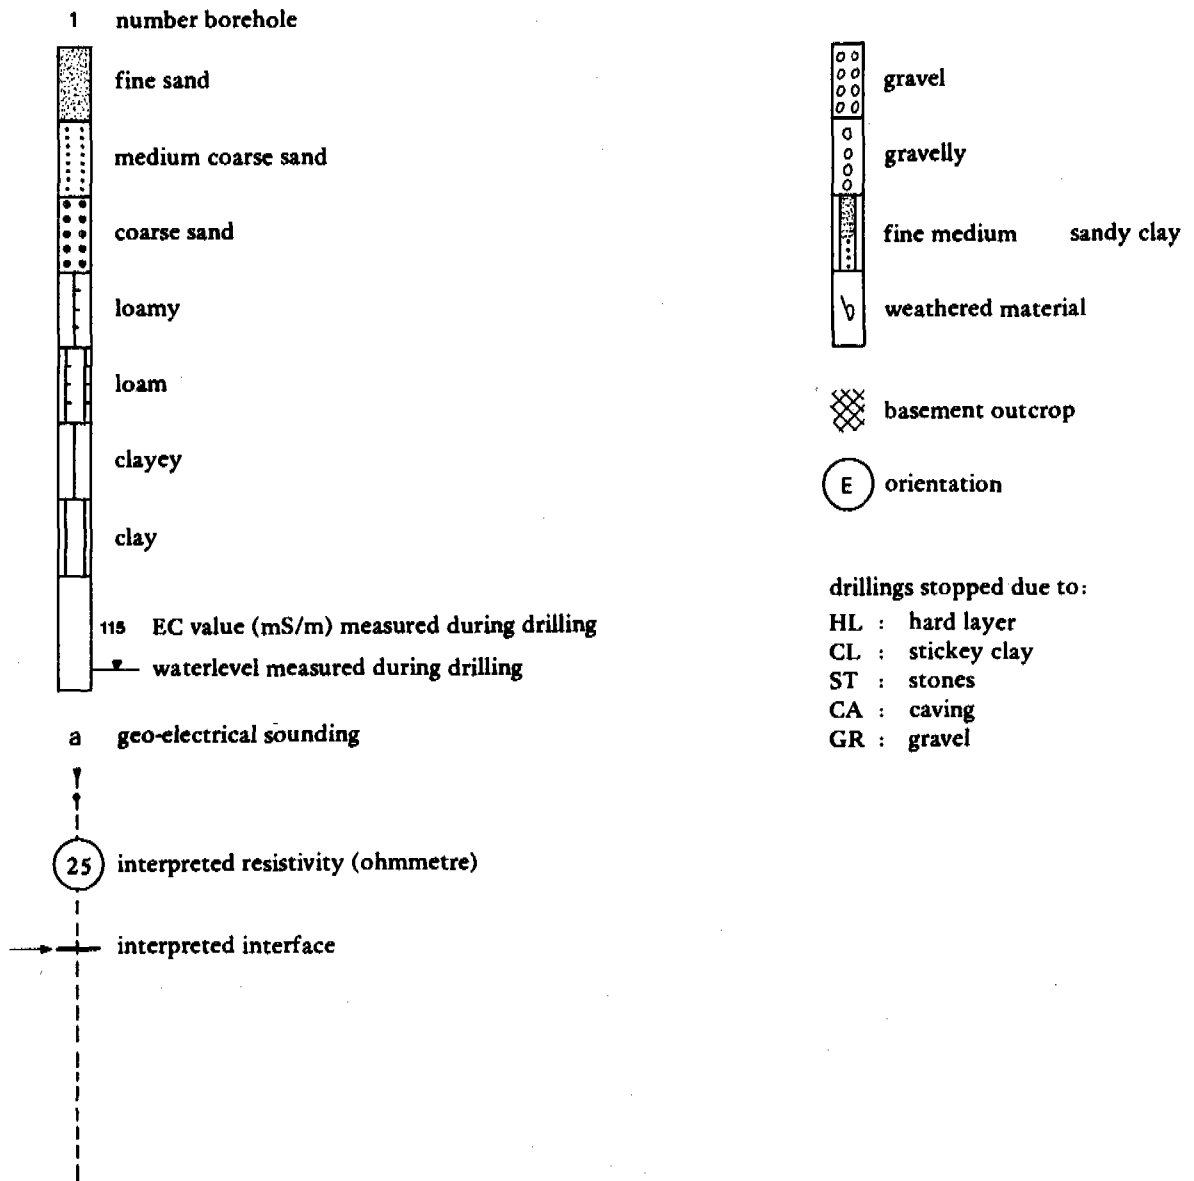 1 number borehole
fine sand
medium coarse sand
coarse sand
loamy
loam
clayey
clay
115 EC value (mS/m) measured during drilling
waterlevel measured during drilling
a geo-electrical sounding
25 interpreted resistivity (ohmmetre)
interpreted interface
gravel
gravelly
fine medium sandy clay
weathered material
basement outcrop
E orientation
drillings stopped due to:
HL : hard layer
CL : stickey clay
ST : stones
CA : caving
GR : gravel